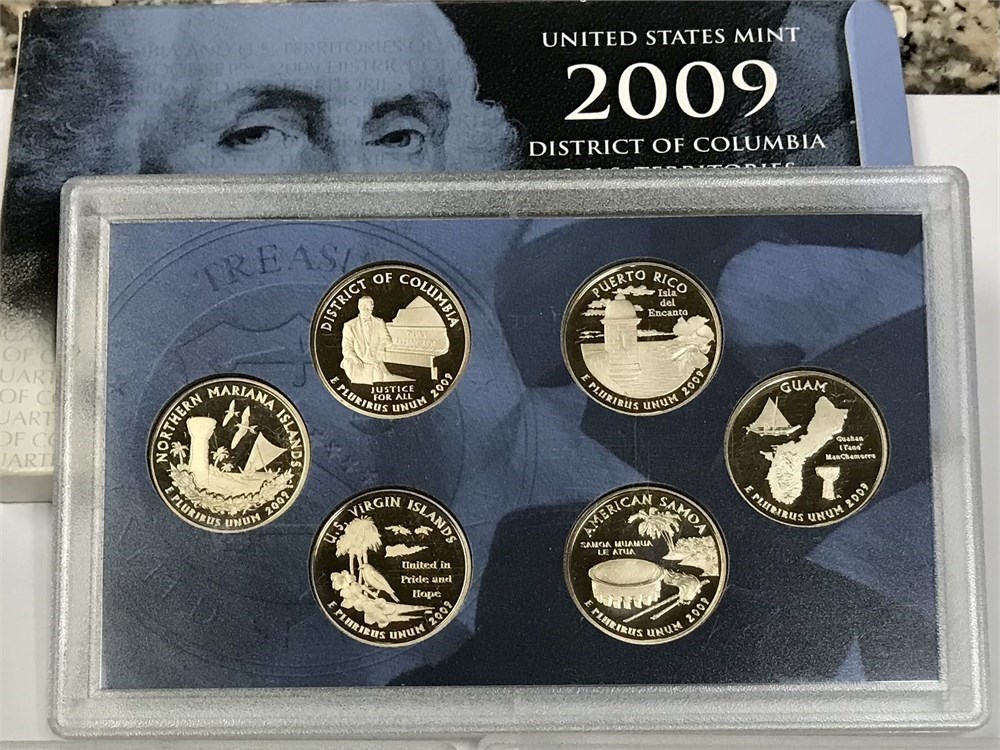 UNITED STATES MINT
2009
DISTRICT OF COLUMBIA
& U.S. TERRITORIES
TREASU
DISTRICT OF COLUMBIA
JUSTICE
FOR ALL
E PLURIBUS UNUM 2009
PUERTO RICO
Isla
del
Encanto
E PLURIBUS UNUM 2009
NORTHERN MARIANA ISLANDS
E PLURIBUS UNUM 2009
GUAM
Guahan
I Tano'
ManChamorro
E PLURIBUS UNUM 2009
U.S. VIRGIN ISLANDS
United in
Pride and
Hope
E PLURIBUS UNUM 2009
AMERICAN SAMOA
SAMOA MUAMUA
LE ATUA
E PLURIBUS UNUM 2009